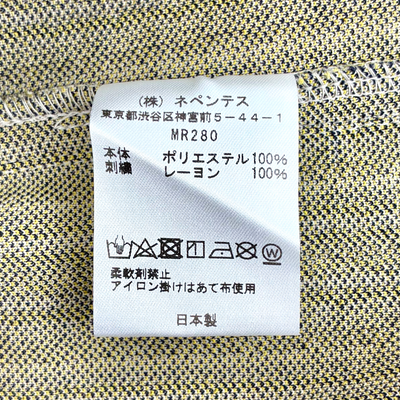 (株) ネペンテス
東京都渋谷区神宮前5-44-1
MR280
本体 ポリエステル100%
刺繍 レーヨン 100%
柔軟剤禁止
アイロン掛けはあて布使用
日本製